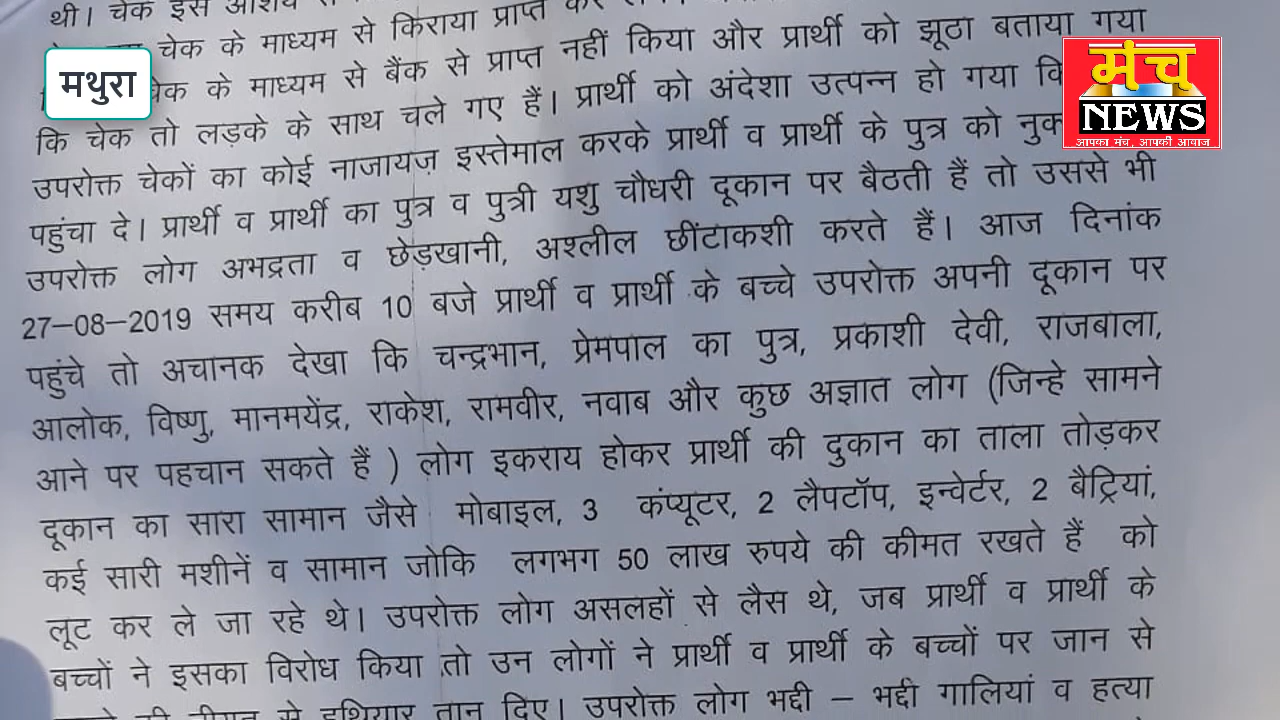 थी। चेक इस आशय
चेक के माध्यम से किराया प्राप्त कर
के माध्यम से बैंक से प्राप्त नहीं किया और प्रार्थी को झूठा बताया गया
कि चेक तो लड़के के साथ चले गए हैं। प्रार्थी को अंदेशा उत्पन्न हो गया
उपरोक्त चेकों का कोई नाजायज़ इस्तेमाल करके प्रार्थी व प्रार्थी के पुत्र को
पहुंचा दे। प्रार्थी व प्रार्थी का पुत्र व पुत्री यशु चौधरी दूकान पर बैठती हैं तो उससे भी
उपरोक्त लोग अभद्रता व छेड़खानी, अश्लील छींटाकशी करते हैं। आज दिनांक
27–08–2019 समय करीब 10 बजे प्रार्थी व प्रार्थी के बच्चे उपरोक्त अपनी दूकान पर
पहुंचे तो अचानक देखा कि चन्द्रभान, प्रेमपाल का पुत्र, प्रकाशी देवी, राजबाला,
आलोक, विष्णु, मानमयेंद्र, राकेश, रामवीर, नवाब और कुछ अज्ञात लोग (जिन्हे सामने
आने पर पहचान सकते हैं ) लोग इकराय होकर प्रार्थी की दुकान का ताला तोड़कर
दूकान का सारा सामान जैसे मोबाइल, 3 कंप्यूटर, 2 लैपटॉप, इन्वेर्टर, 2 बैट्रियां,
कई सारी मशीनें व सामान जोकि लगभग 50 लाख रुपये की कीमत रखते हैं को
लूट कर ले जा रहे थे। उपरोक्त लोग असलहों से लैस थे, जब प्रार्थी व प्रार्थी के
बच्चों ने इसका विरोध किया तो उन लोगों ने प्रार्थी व प्रार्थी के बच्चों पर जान से
से हथियार तान दिए। उपरोक्त लोग भद्दी – भद्दी गालियां व हत्या
मथुरा
मंच
NEWS
आपका मंच, आपकी आवाज